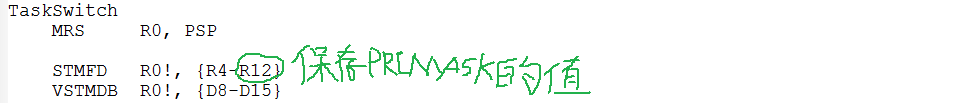 TaskSwitch
MRS R0, PSP
STMFD R0!, {R4-R12} 保存PRIMASK的值
VSTMDB R0!, {D8-D15}